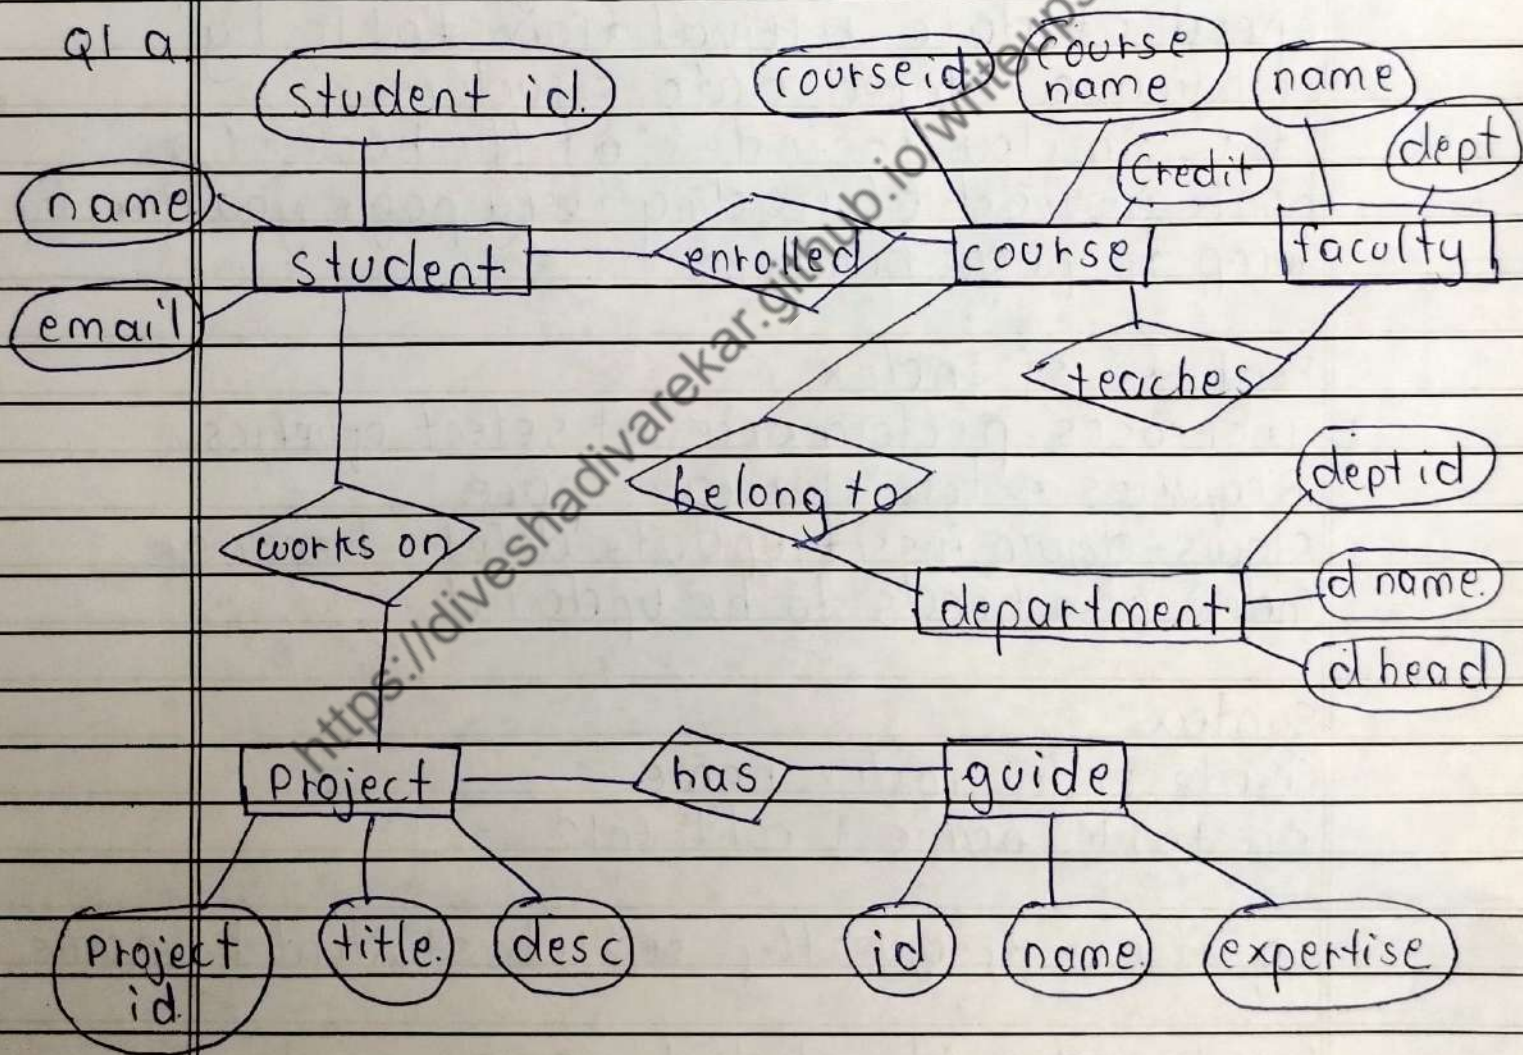 Q1 a
student id.
courseid
course
name
name
dept
credit
name
email
student
enrolled
course
faculty
teaches
belong to
works on
dept id
d name.
d head
department
project
has
guide
project
id.
title.
desc
id
name.
expertise
https://diveshadivarekar.github.io/writeups